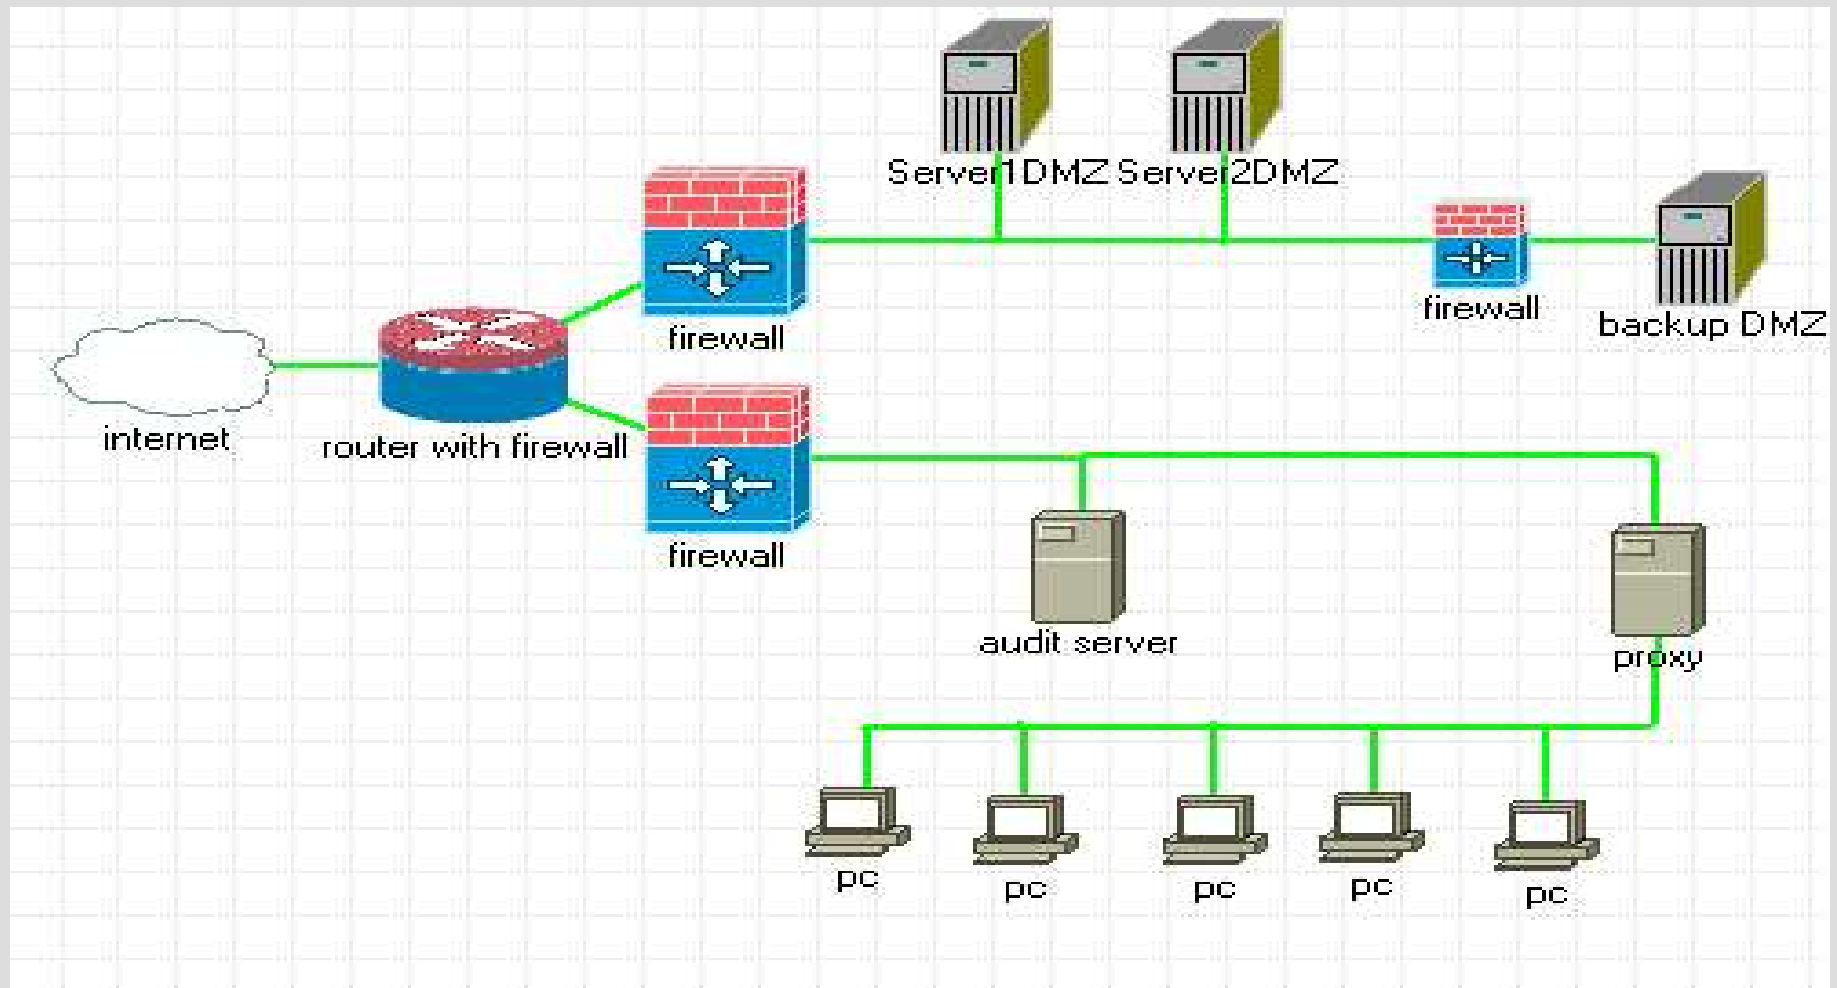 Server1DMZ
Server2DMZ
firewall
backup DMZ
firewall
internet
router with firewall
firewall
audit server
proxy
pc
pc
pc
pc
pc